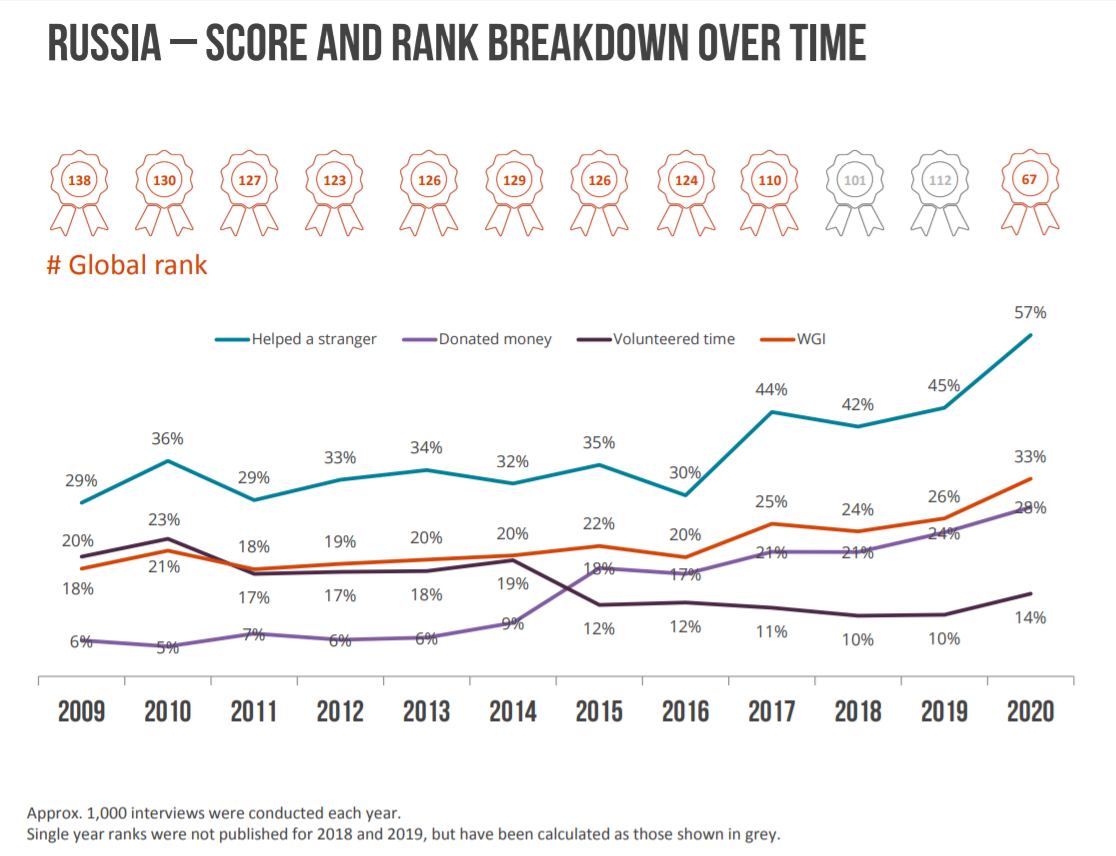 RUSSIA – SCORE AND RANK BREAKDOWN OVER TIME
138 130 127 123 126 129 126 124 110 101 112 67
# Global rank
Helped a stranger Donated money Volunteered time WGI
29% 36% 29% 33% 34% 32% 35% 30% 44% 42% 45% 57%
18% 21% 18% 19% 20% 20% 22% 20% 25% 24% 26% 33%
20% 23% 17% 17% 18% 19% 12% 12% 11% 10% 10% 14%
6% 5% 7% 6% 6% 9% 18% 17% 21% 21% 24% 28%
2009 2010 2011 2012 2013 2014 2015 2016 2017 2018 2019 2020
Approx. 1,000 interviews were conducted each year.
Single year ranks were not published for 2018 and 2019, but have been calculated as those shown in grey.